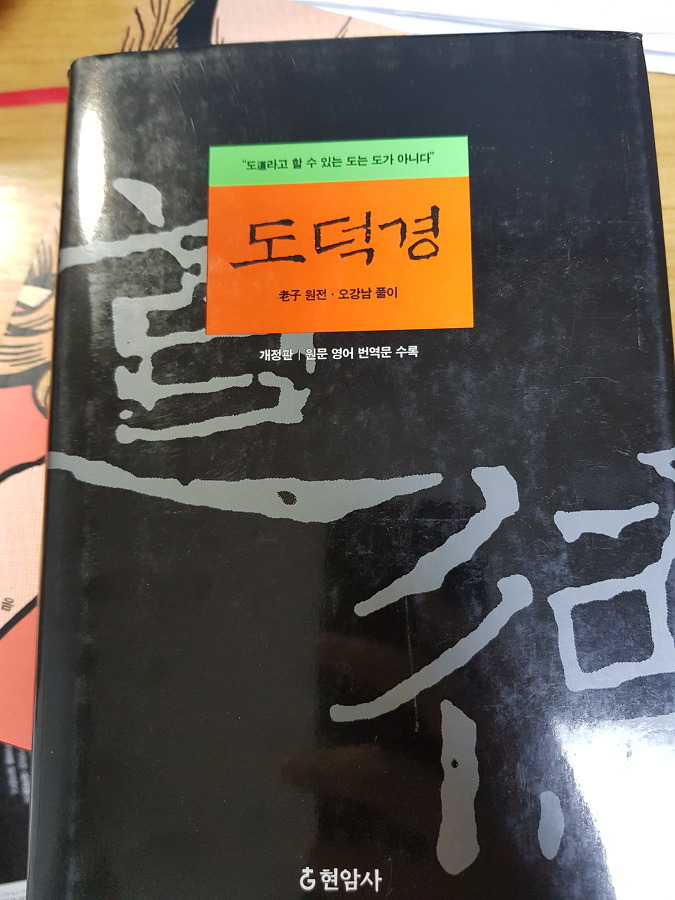 "도道라고 할 수 있는 도는 도가 아니다"
도덕경
老子 원전 · 오강남 풀이
개정판 | 원문 영어 번역문 수록
현암사